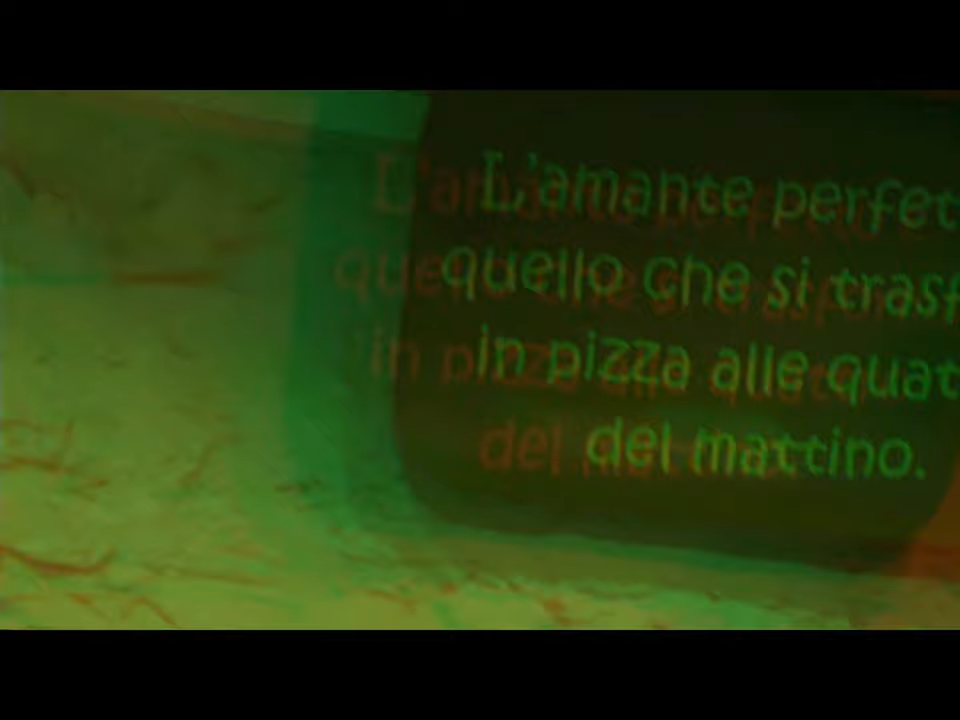 L'amante perfet
quello che si trasf
in pizza alle quat
del mattino.